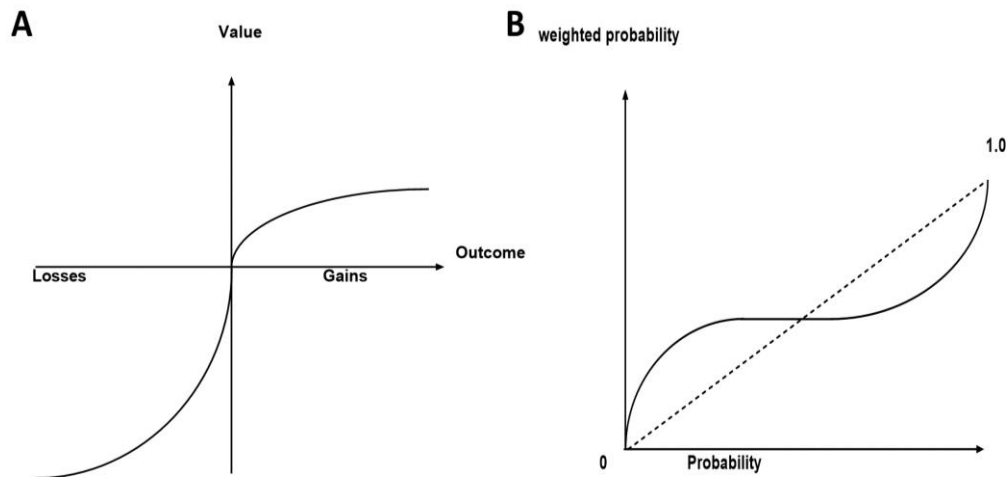 A
Value
Outcome
Losses
Gains
B
weighted probability
1.0
0
Probability